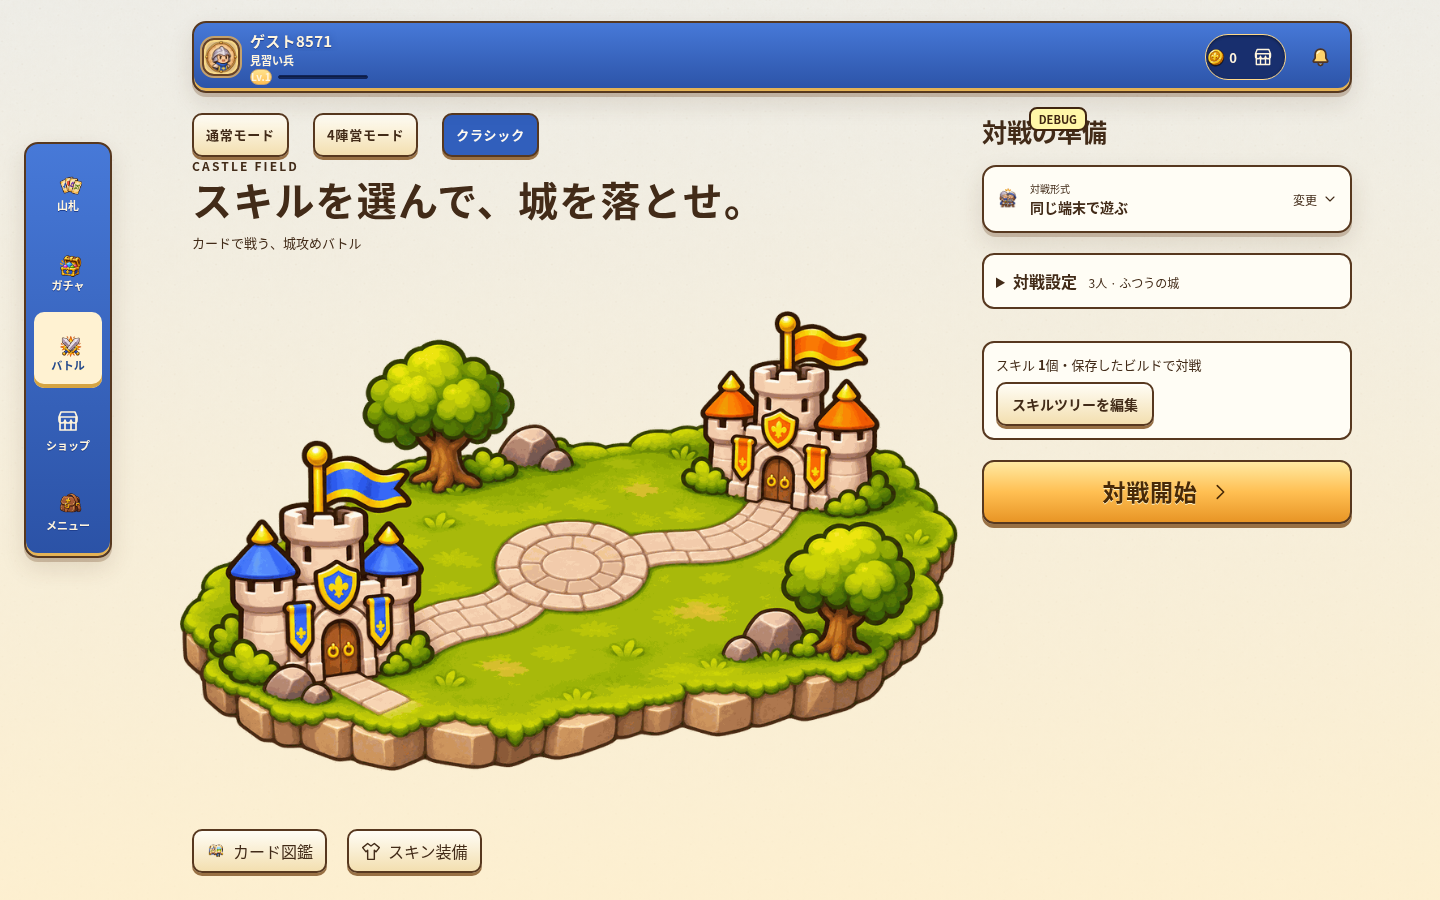 ゲスト8571
見習い兵
Lv.1
0
通常モード
4陣営モード
クラシック
CASTLE FIELD
スキルを選んで、城を落とせ。
カードで戦う、城攻めバトル
山札
ガチャ
バトル
ショップ
メニュー
DEBUG
対戦の準備
対戦形式
同じ端末で遊ぶ
変更
対戦設定 3人 · ふつうの城
スキル 1個・保存したビルドで対戦
スキルツリーを編集
対戦開始
カード図鑑
スキン装備